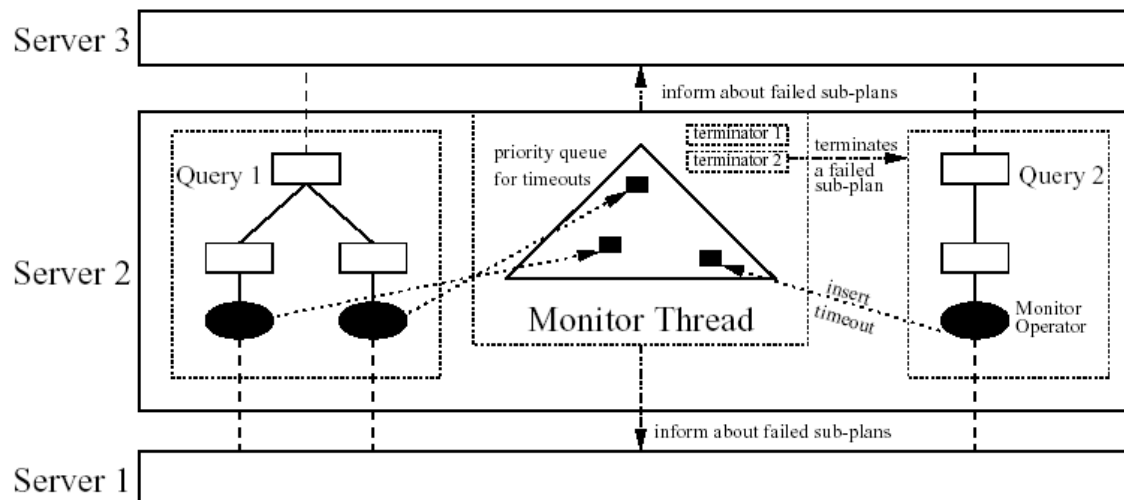 Server 3
inform about failed sub-plans
terminator 1
terminator 2
terminates
a failed
sub-plan
priority queue
for timeouts
Query 1
Query 2
Server 2
insert
timeout
Monitor
Operator
Monitor Thread
inform about failed sub-plans
Server 1